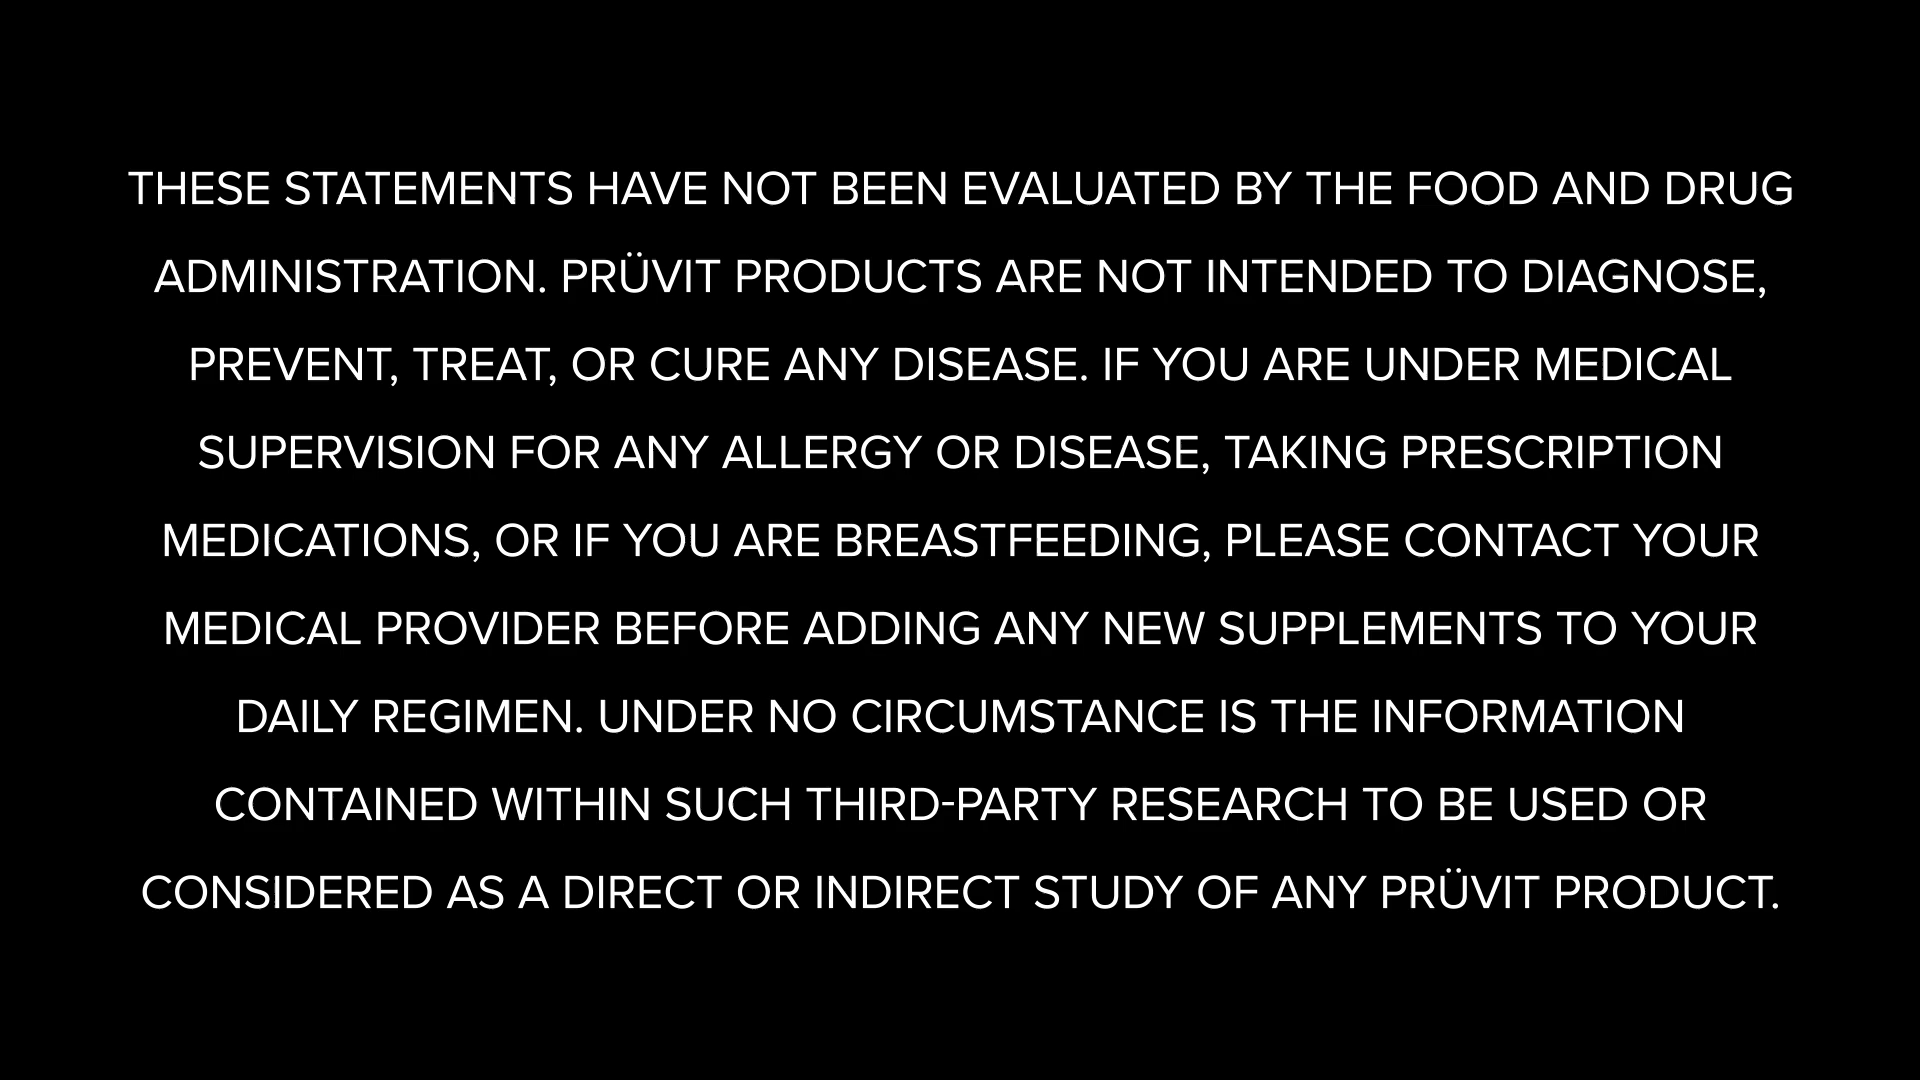 THESE STATEMENTS HAVE NOT BEEN EVALUATED BY THE FOOD AND DRUG
ADMINISTRATION. PRÜVIT PRODUCTS ARE NOT INTENDED TO DIAGNOSE,
PREVENT, TREAT, OR CURE ANY DISEASE. IF YOU ARE UNDER MEDICAL
SUPERVISION FOR ANY ALLERGY OR DISEASE, TAKING PRESCRIPTION
MEDICATIONS, OR IF YOU ARE BREASTFEEDING, PLEASE CONTACT YOUR
MEDICAL PROVIDER BEFORE ADDING ANY NEW SUPPLEMENTS TO YOUR
DAILY REGIMEN. UNDER NO CIRCUMSTANCE IS THE INFORMATION
CONTAINED WITHIN SUCH THIRD-PARTY RESEARCH TO BE USED OR
CONSIDERED AS A DIRECT OR INDIRECT STUDY OF ANY PRÜVIT PRODUCT.